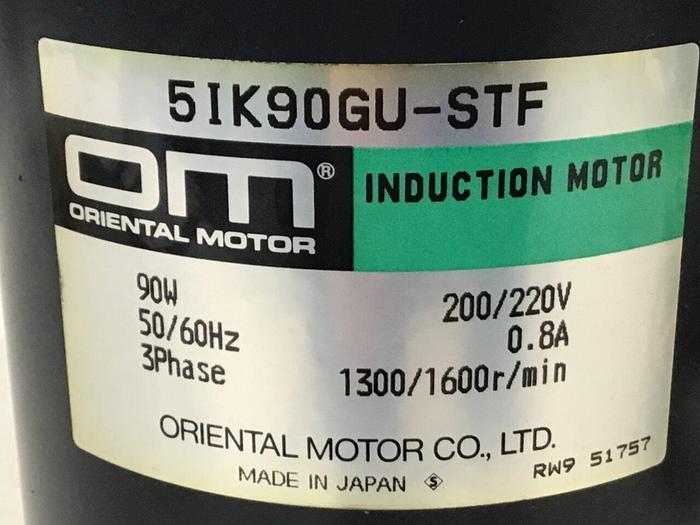 5IK90GU-STF
om®
ORIENTAL MOTOR
INDUCTION MOTOR
90W
50/60Hz
3Phase
200/220V
0.8A
1300/1600r/min
ORIENTAL MOTOR CO., LTD.
MADE IN JAPAN S
RW9 51757